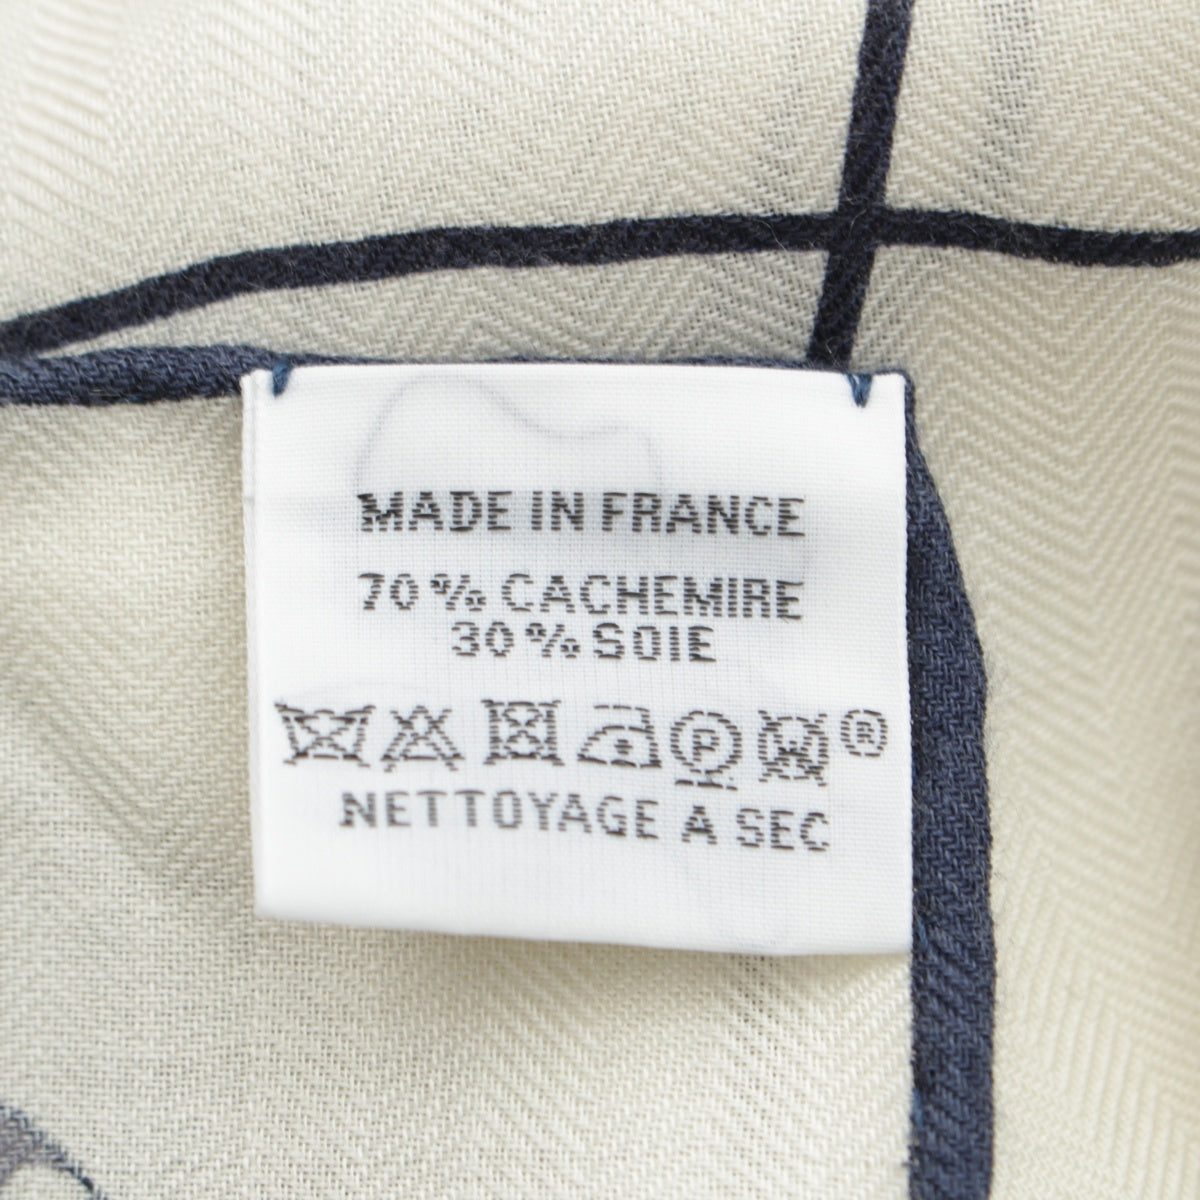 MADE IN FRANCE
70 % CACHEMIRE
30 % SOIE
P W ®
NETTOYAGE A SEC